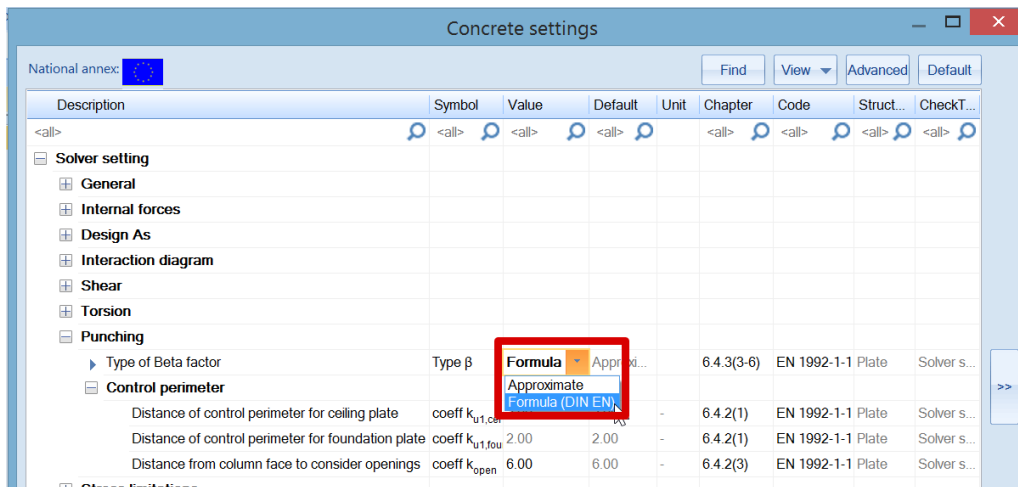 Concrete settings
National annex: Find View Advanced Default
Description Symbol Value Default Unit Chapter Code Struct... CheckT...
<all> <all> <all> <all> <all> <all> <all> <all>
Solver setting
General
Internal forces
Design As
Interaction diagram
Shear
Torsion
Punching
Type of Beta factor Type β Formula 6.4.3(3-6) EN 1992-1-1 Plate Solver s...
Approximate
Control perimeter
Formula (DIN EN)
Distance of control perimeter for ceiling plate coeff k - 6.4.2(1) EN 1992-1-1 Plate Solver s...
Distance of control perimeter for foundation plate coeff ku1,fou 2.00 2.00 - 6.4.2(1) EN 1992-1-1 Plate Solver s...
Distance from column face to consider openings coeff kopen 6.00 6.00 - 6.4.2(3) EN 1992-1-1 Plate Solver s...
>>